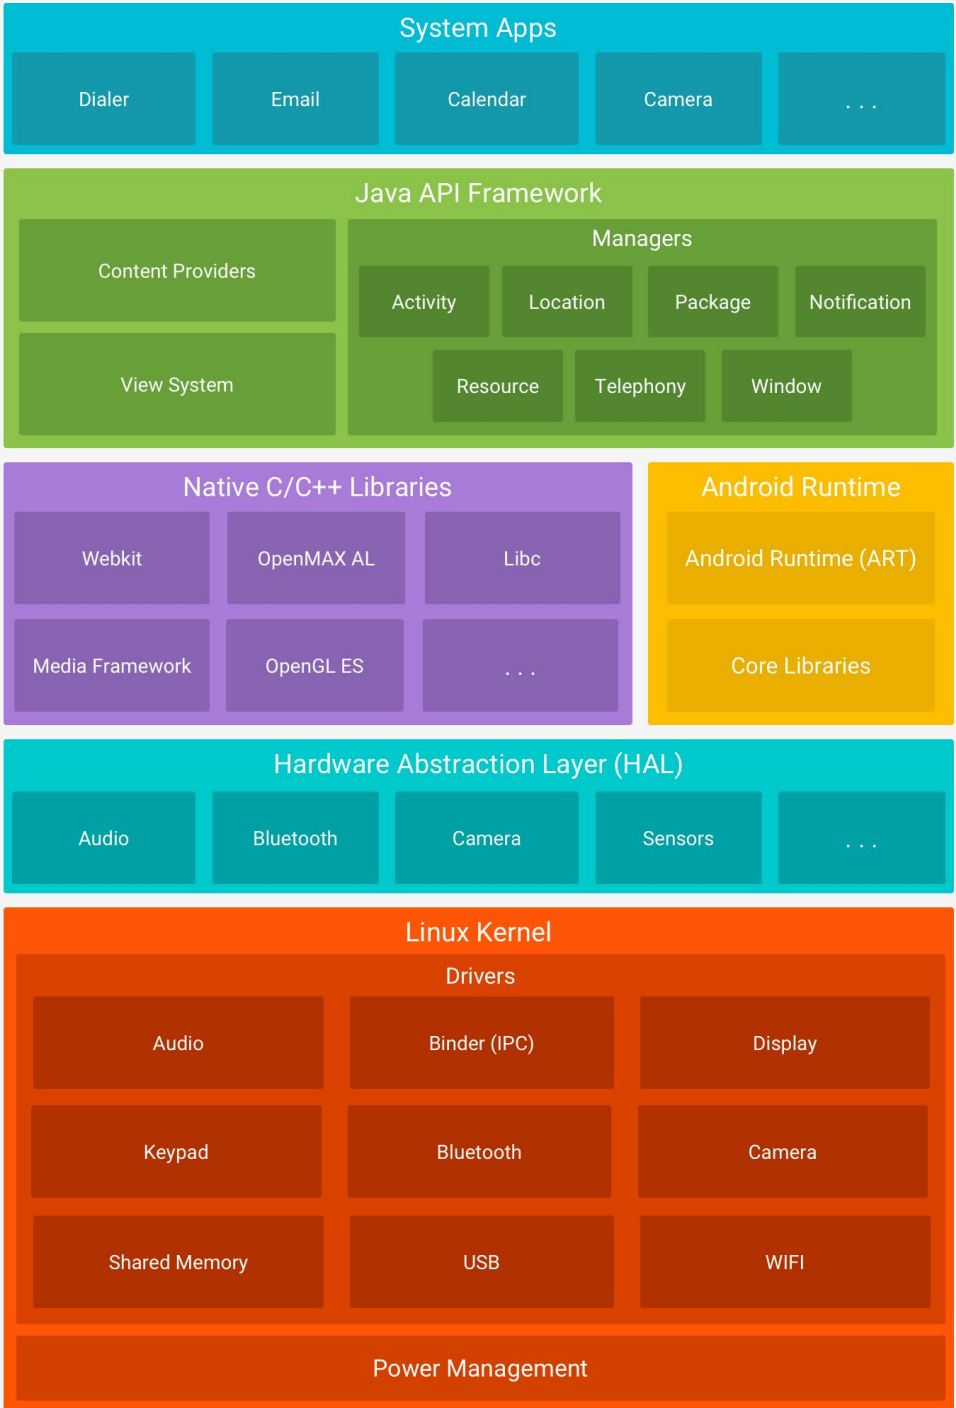 System Apps
Dialer
Email
Calendar
Camera
. . .
Java API Framework
Content Providers
View System
Managers
Activity
Location
Package
Notification
Resource
Telephony
Window
Native C/C++ Libraries
Webkit
OpenMAX AL
Libc
Media Framework
OpenGL ES
. . .
Android Runtime
Android Runtime (ART)
Core Libraries
Hardware Abstraction Layer (HAL)
Audio
Bluetooth
Camera
Sensors
. . .
Linux Kernel
Drivers
Audio
Binder (IPC)
Display
Keypad
Bluetooth
Camera
Shared Memory
USB
WIFI
Power Management